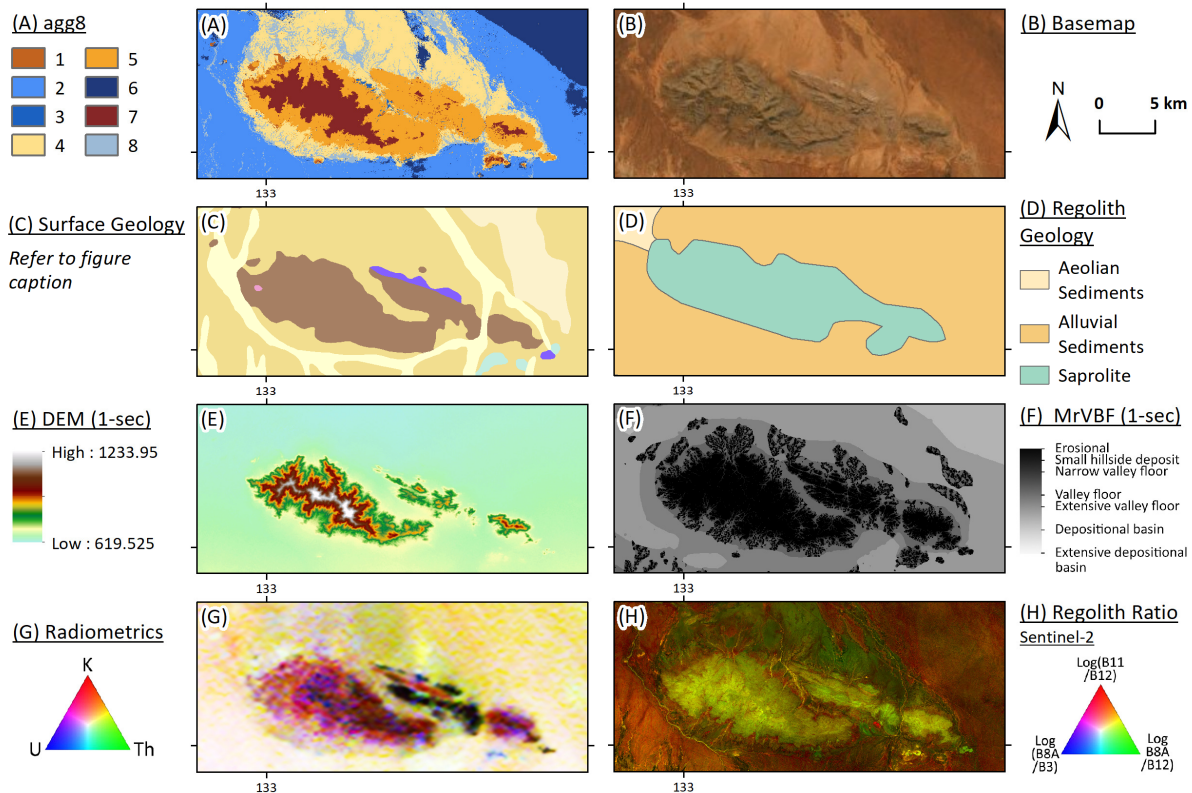 (A) agg8
1
5
2
6
3
7
4
8
(A)
133
(B)
133
(B) Basemap
N
0
5 km
(C) Surface Geology
Refer to figure
caption
(C)
133
(D)
133
(D) Regolith
Geology
Aeolian
Sediments
Alluvial
Sediments
Saprolite
(E) DEM (1-sec)
High : 1233.95
Low : 619.525
(E)
133
(F)
133
(F) MrVBF (1-sec)
Erosional
Small hillside deposit
Narrow valley floor
Valley floor
Extensive valley floor
Depositional basin
Extensive depositional
basin
(G) Radiometrics
K
U
Th
(G)
133
(H)
133
(H) Regolith Ratio
Sentinel-2
Log(B11
/B12)
Log
(B8A
/B3)
Log
B8A
/B12)